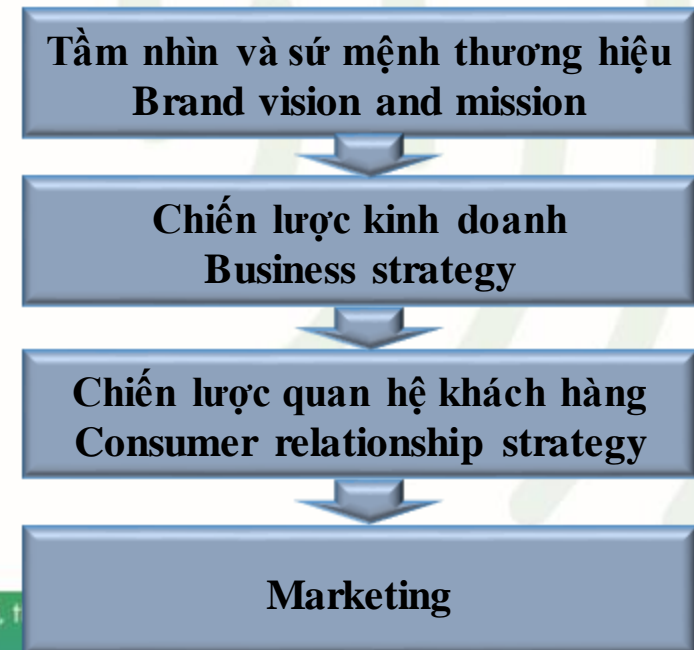 Tầm nhìn và sứ mệnh thương hiệu
Brand vision and mission
Chiến lược kinh doanh
Business strategy
Chiến lược quan hệ khách hàng
Consumer relationship strategy
Marketing